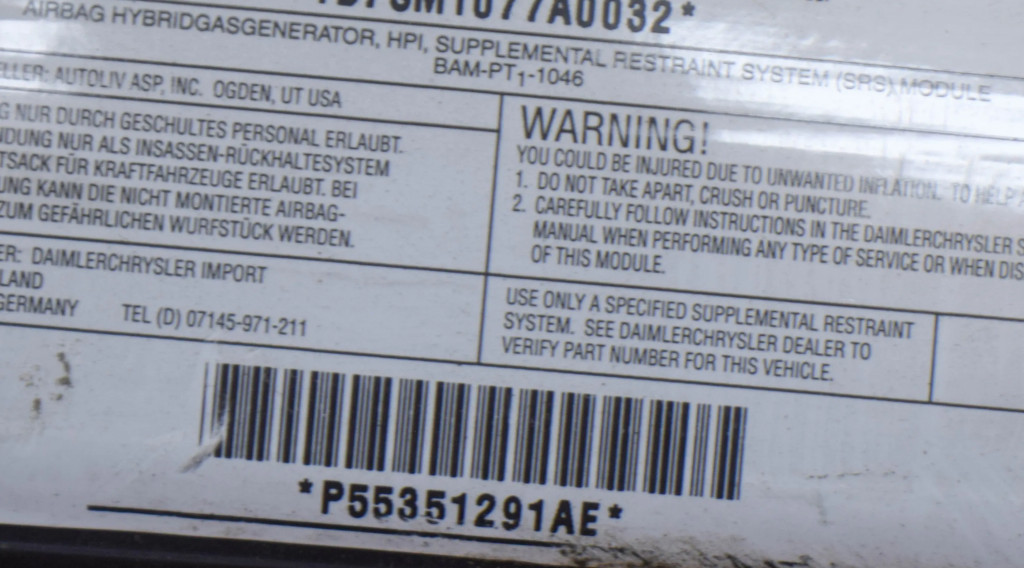 M1077A0032*
AIRBAG HYBRIDGASGENERATOR, HPI, SUPPLEMENTAL RESTRAINT SYSTEM (SRS) MODULE
BAM-PT1-1046
ELLER: AUTOLIV ASP, INC. OGDEN, UT USA
G NUR DURCH GESCHULTES PERSONAL ERLAUBT.
NDUNG NUR ALS INSASSEN-RÜCKHALTESYSTEM
TSACK FÜR KRAFTFAHRZEUGE ERLAUBT. BEI
UNG KANN DIE NICHT MONTIERTE AIRBAG-
ZUM GEFÄHRLICHEN WURFSTÜCK WERDEN.
ER: DAIMLERCHRYSLER IMPORT
LAND
GERMANY TEL (D) 07145-971-211
WARNING!
YOU COULD BE INJURED DUE TO UNWANTED INFLATION. TO HELP
1. DO NOT TAKE APART, CRUSH OR PUNCTURE.
2. CAREFULLY FOLLOW INSTRUCTIONS IN THE DAIMLERCHRYSLER S
MANUAL WHEN PERFORMING ANY TYPE OF SERVICE OR WHEN DIS
OF THIS MODULE.
USE ONLY A SPECIFIED SUPPLEMENTAL RESTRAINT
SYSTEM. SEE DAIMLERCHRYSLER DEALER TO
VERIFY PART NUMBER FOR THIS VEHICLE.
*P55351291AE*